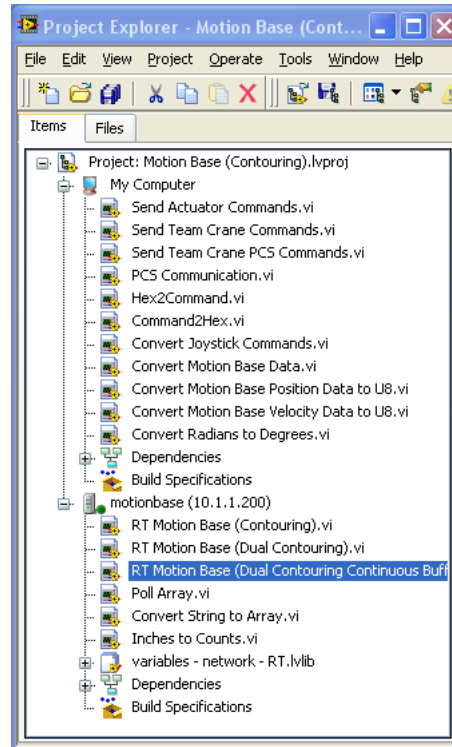 Project Explorer - Motion Base (Cont...
File Edit View Project Operate Tools Window Help
Items Files
Project: Motion Base (Contouring).lvproj
My Computer
Send Actuator Commands.vi
Send Team Crane Commands.vi
Send Team Crane PCS Commands.vi
PCS Communication.vi
Hex2Command.vi
Command2Hex.vi
Convert Joystick Commands.vi
Convert Motion Base Data.vi
Convert Motion Base Position Data to U8.vi
Convert Motion Base Velocity Data to U8.vi
Convert Radians to Degrees.vi
Dependencies
Build Specifications
motionbase (10.1.1.200)
RT Motion Base (Contouring).vi
RT Motion Base (Dual Contouring).vi
RT Motion Base (Dual Contouring Continuous Buff
Poll Array.vi
Convert String to Array.vi
Inches to Counts.vi
variables - network - RT.lvlib
Dependencies
Build Specifications